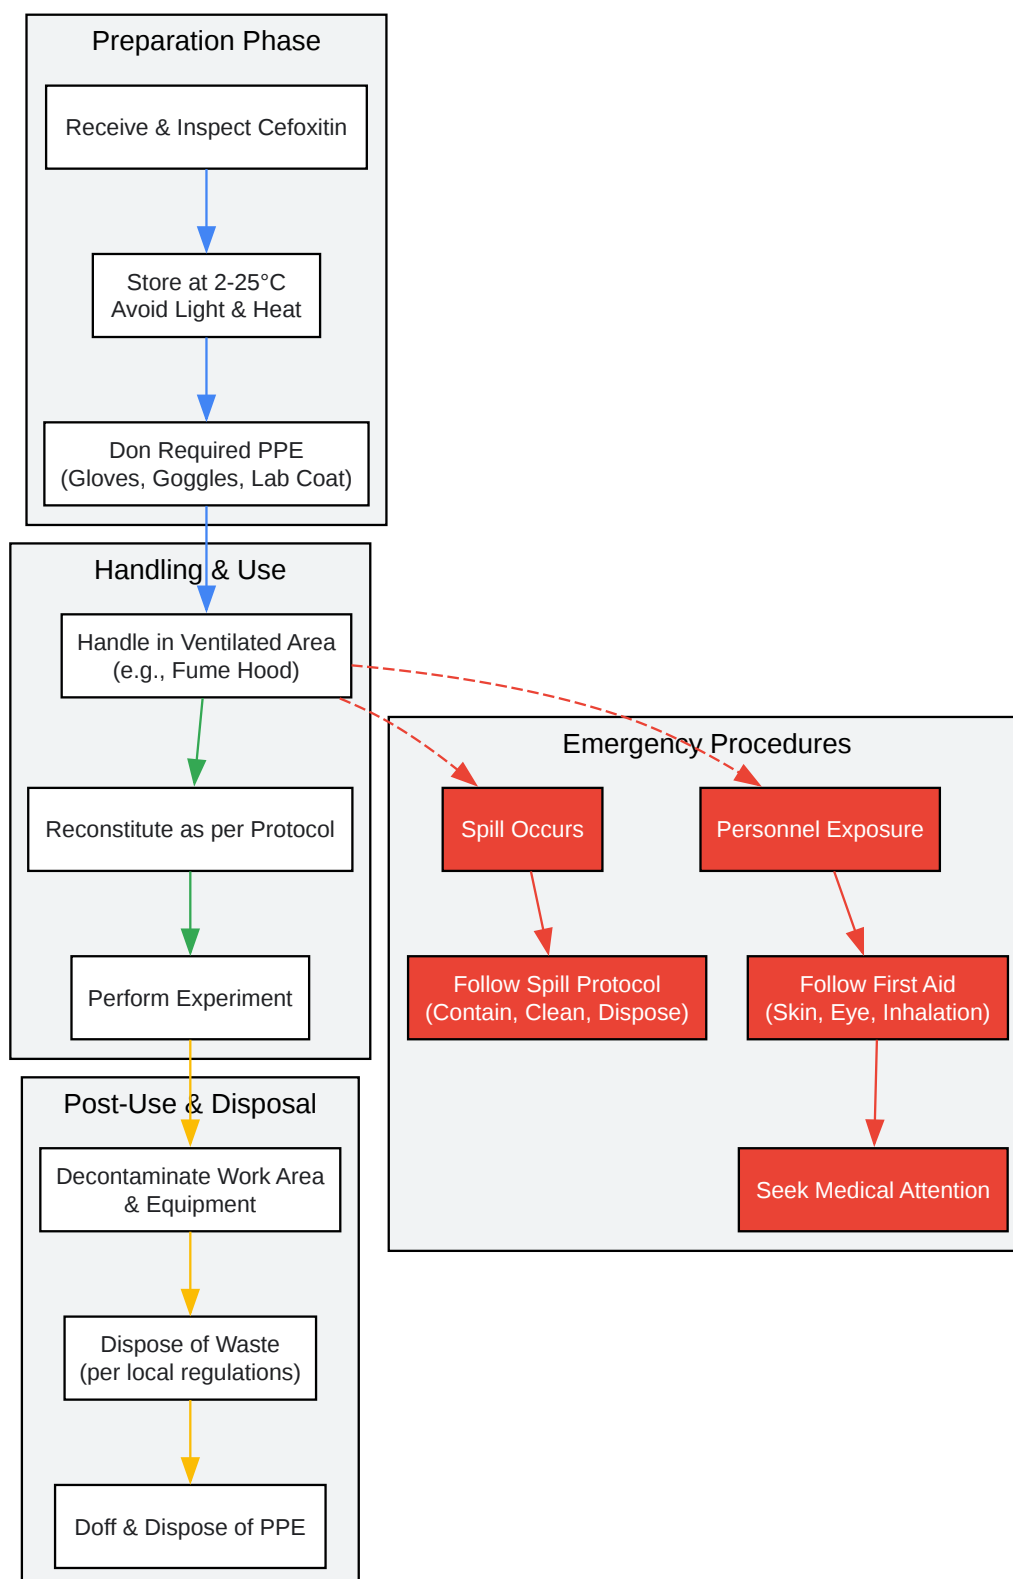 Preparation Phase
Receive & Inspect Cefoxitin
Store at 2-25°C
Avoid Light & Heat
Don Required PPE
(Gloves, Goggles, Lab Coat)
Handling & Use
Handle in Ventilated Area
(e.g., Fume Hood)
Reconstitute as per Protocol
Perform Experiment
Emergency Procedures
Spill Occurs
Personnel Exposure
Follow Spill Protocol
(Contain, Clean, Dispose)
Follow First Aid
(Skin, Eye, Inhalation)
Seek Medical Attention
Post-Use & Disposal
Decontaminate Work Area
& Equipment
Dispose of Waste
(per local regulations)
Doff & Dispose of PPE